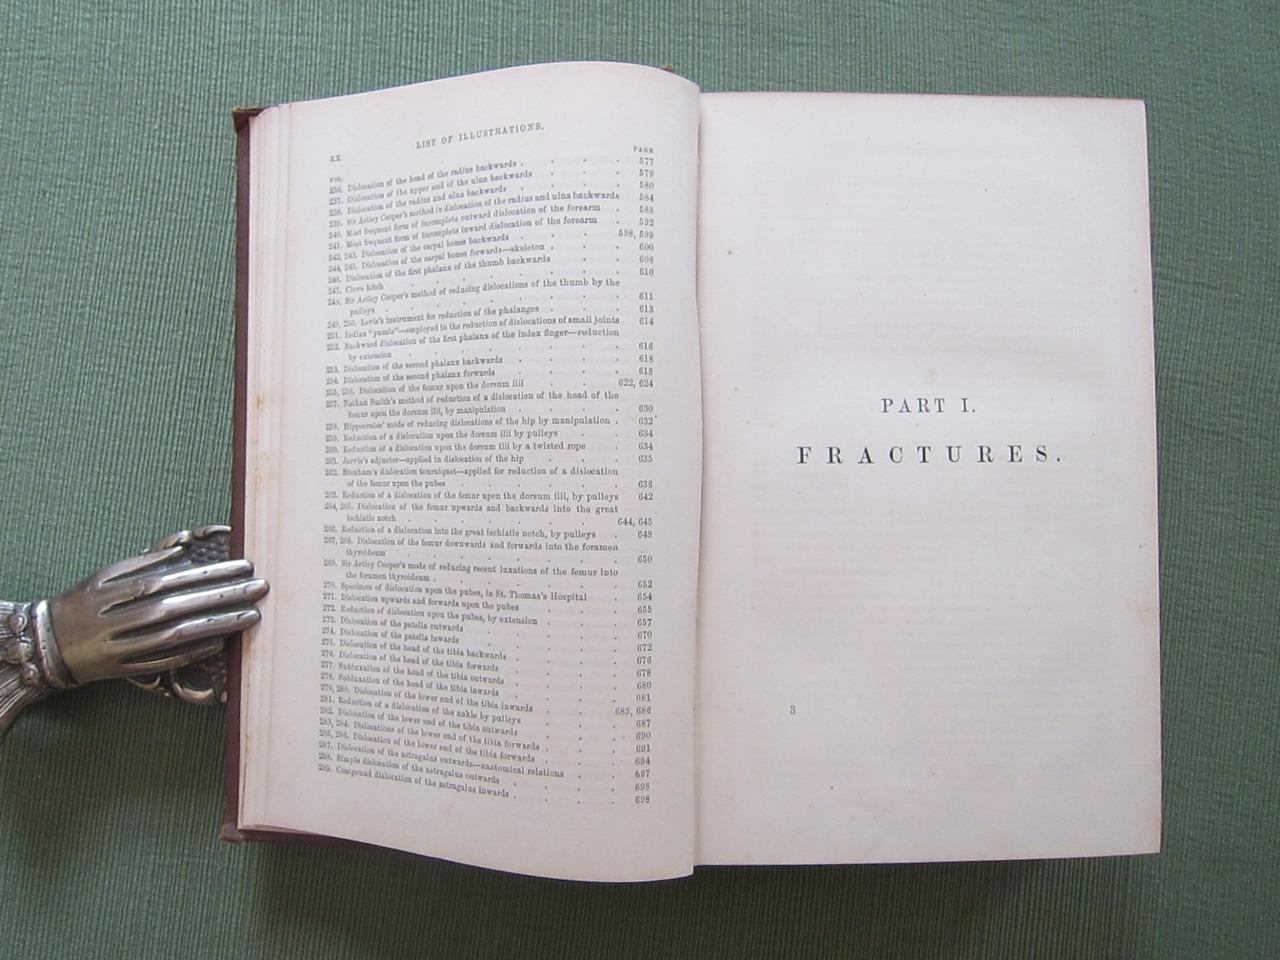 XX LIST OF ILLUSTRATIONS.
FIG. PAGE
236. Dislocation of the head of the radius backwards . . . . 577
237. Dislocation of the upper end of the ulna backwards . . . 579
238. Dislocation of the radius and ulna backwards . . . . 580
239. Sir Astley Cooper's method in dislocation of the radius and ulna backwards 584
240. Most frequent form of incomplete outward dislocation of the forearm . 588
241. Most frequent form of incomplete inward dislocation of the forearm . 592
242, 243. Dislocation of the carpal bones backwards . . . 598, 599
244, 245. Dislocation of the carpal bones forwards—skeleton . . . 600
246. Dislocation of the first phalanx of the thumb backwards . . 608
247. Clove hitch . . . . . . . 610
248. Sir Astley Cooper's method of reducing dislocations of the thumb by the
pulleys . . . . . . . . 611
249, 250. Levis's instrument for reduction of the phalanges . . . 613
251. Indian "puzzle"—employed in the reduction of dislocations of small joints 614
252. Backward dislocation of the first phalanx of the index finger—reduction
by extension . . . . . . . 616
253. Dislocation of the second phalanx backwards . . . . 618
254. Dislocation of the second phalanx forwards . . . . 618
255, 256. Dislocation of the femur upon the dorsum ilii . . . 622, 624
257. Nathan Smith's method of reduction of a dislocation of the head of the
femur upon the dorsum ilii, by manipulation . . . . 630
258. Hippocrates' mode of reducing dislocations of the hip by manipulation . 632
259. Reduction of a dislocation upon the dorsum ilii by pulleys . . 634
260. Reduction of a dislocation upon the dorsum ilii by a twisted rope . 634
261. Jarvis's adjuster—applied in dislocation of the hip . . . 635
262. Bloxham's dislocation tourniquet—applied for reduction of a dislocation
of the femur upon the pubes . . . . . . 636
263. Reduction of a dislocation of the femur upon the dorsum ilii, by pulleys 642
264, 265. Dislocation of the femur upwards and backwards into the great
ischiatic notch . . . . . . . 644, 645
266. Reduction of a dislocation into the great ischiatic notch, by pulleys . 648
267, 268. Dislocation of the femur downwards and forwards into the foramen
thyroideum . . . . . . . 650
269. Sir Astley Cooper's mode of reducing recent luxations of the femur into
the foramen thyroideum . . . . . . 652
270. Specimen of dislocation upon the pubes, in St. Thomas's Hospital . 654
271. Dislocation upwards and forwards upon the pubes . . . 655
272. Reduction of dislocation upon the pubes, by extension . . . 657
273. Dislocation of the patella outwards . . . . . 670
274. Dislocation of the patella inwards . . . . . 672
275. Dislocation of the head of the tibia backwards . . . . 676
276. Dislocation of the head of the tibia forwards . . . . 678
277. Subluxation of the head of the tibia outwards . . . . 680
278. Subluxation of the head of the tibia inwards . . . . 681
279, 280. Dislocation of the lower end of the tibia inwards . . . 685, 686
281. Reduction of a dislocation of the ankle by pulleys . . . 687
282. Dislocation of the lower end of the tibia outwards . . . 690
283, 284. Dislocations of the lower end of the tibia forwards . . . 691
285, 286. Dislocation of the lower end of the tibia forwards . . . 694
287. Dislocation of the astragalus outwards—anatomical relations . . 697
288. Simple dislocation of the astragalus outwards . . . . 698
289. Compound dislocation of the astragalus inwards . . . . 698
PART I.
FRACTURES.
3